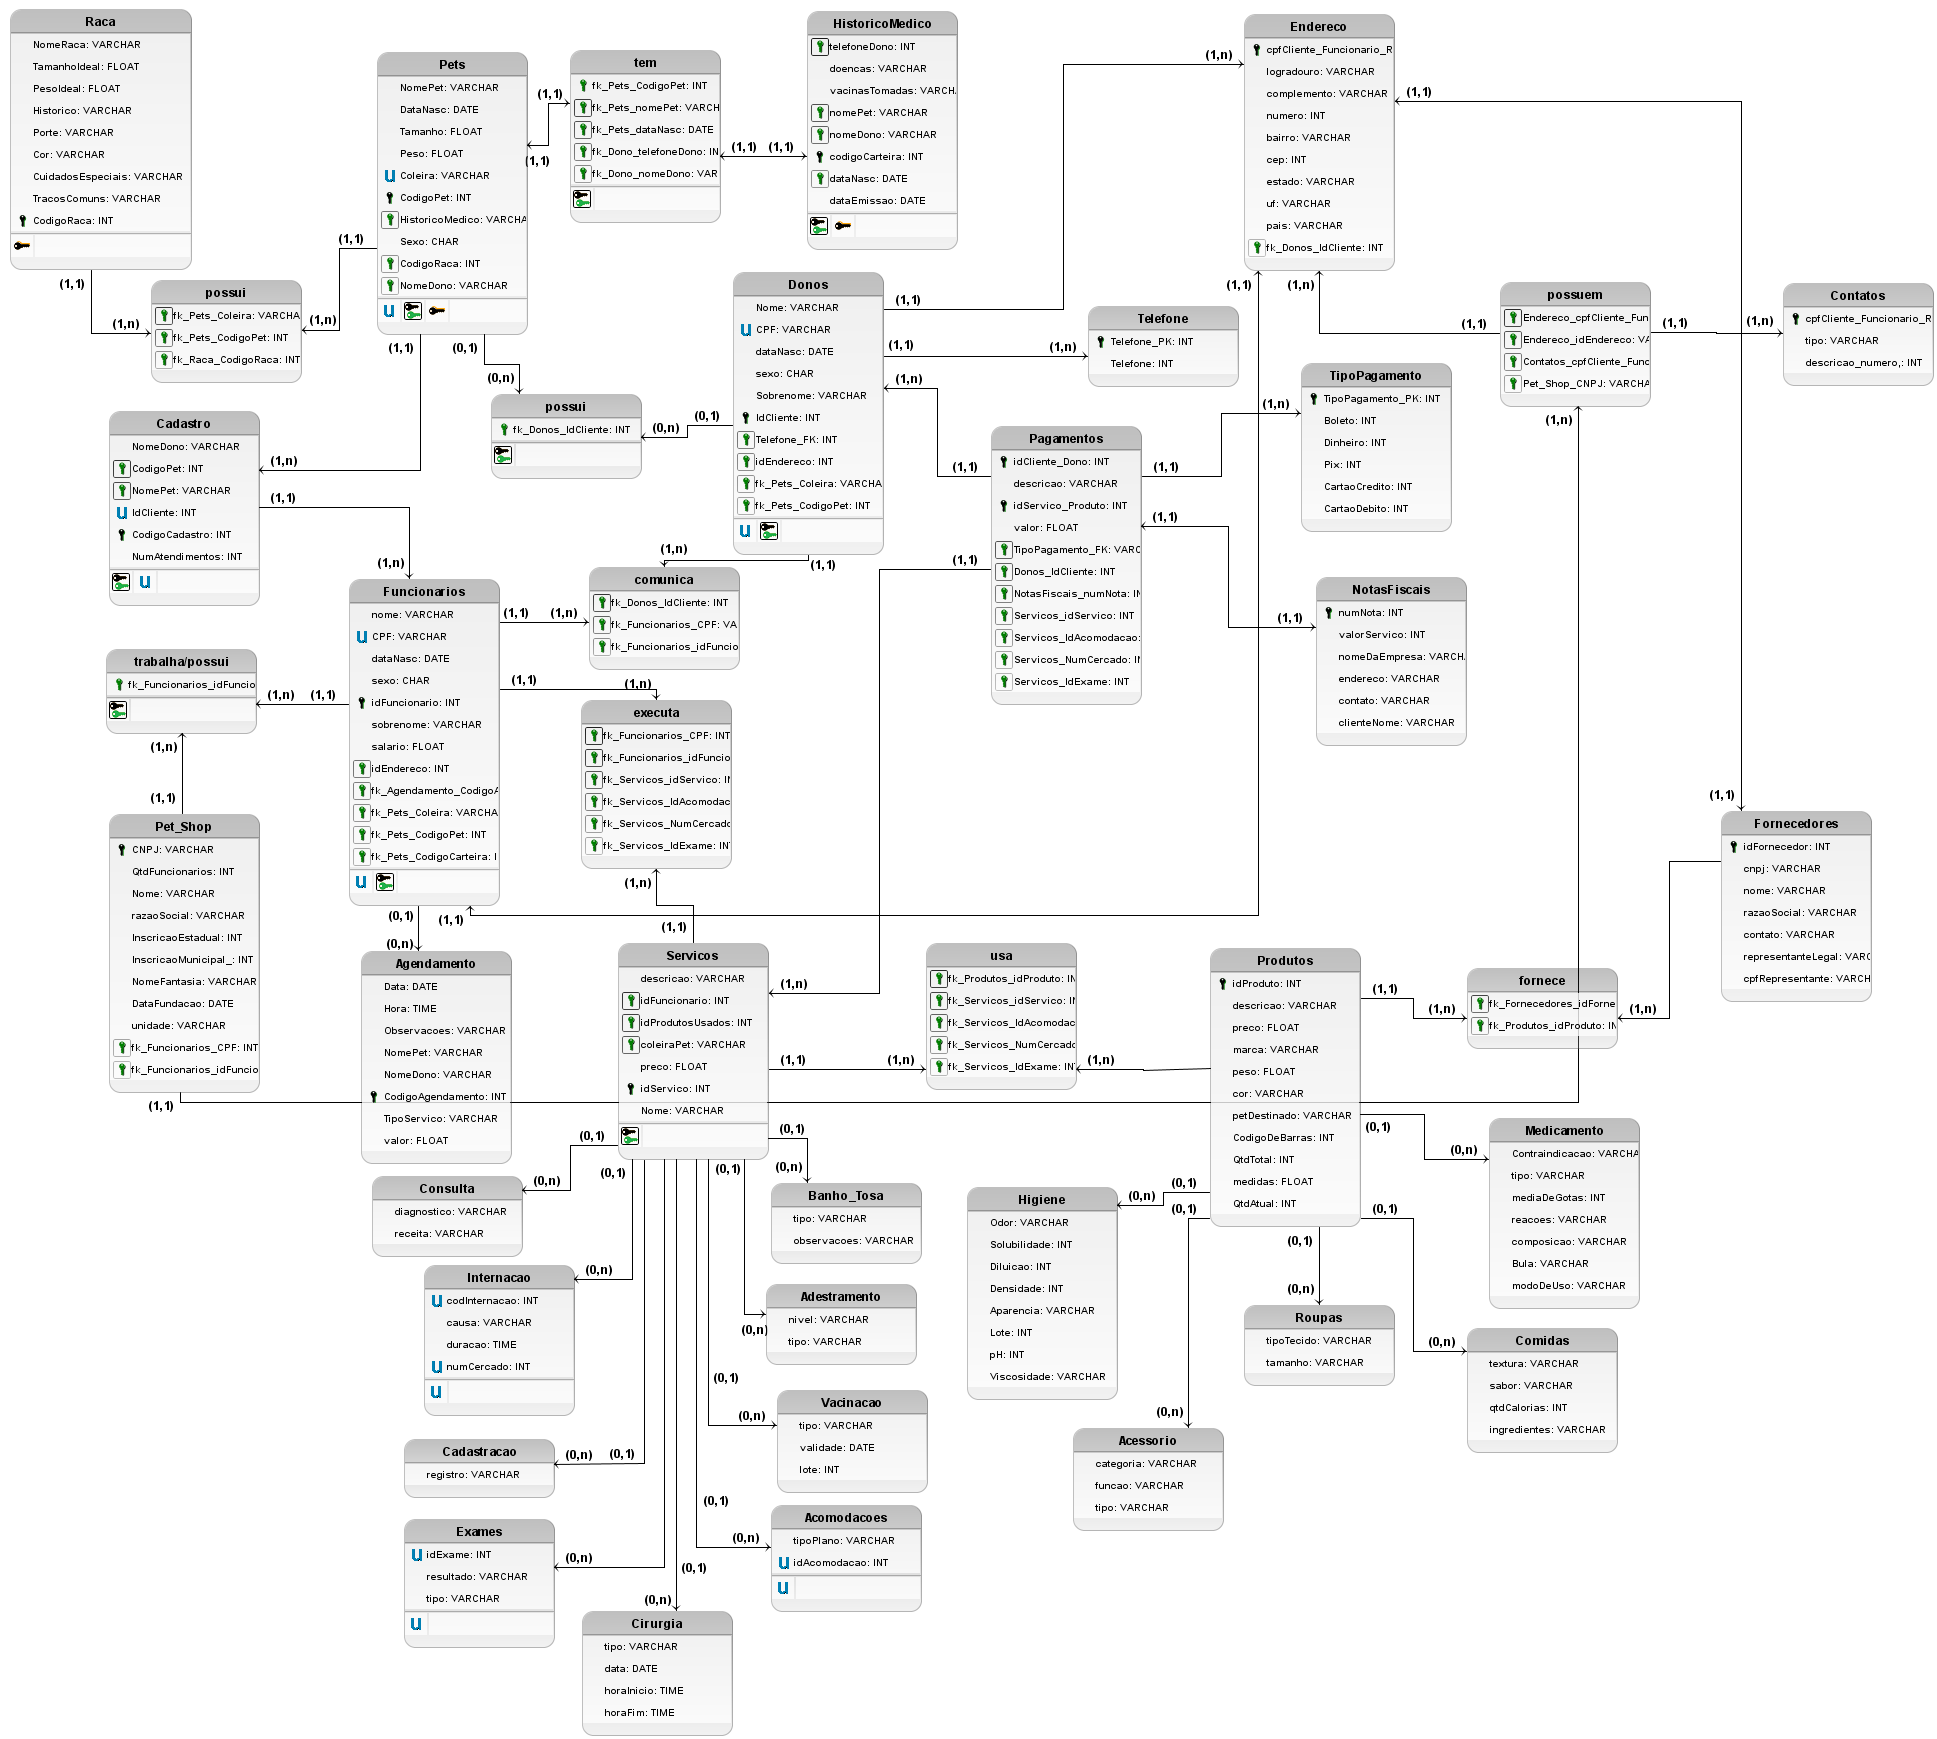 Raca
NomeRaca: VARCHAR
TamanhoIdeal: FLOAT
PesoIdeal: FLOAT
Historico: VARCHAR
Porte: VARCHAR
Cor: VARCHAR
CuidadosEspeciais: VARCHAR
TracosComuns: VARCHAR
CodigoRaca: INT
(1,1)
(1,n)
possui
fk_Pets_Coleira: VARCHA
fk_Pets_CodigoPet: INT
fk_Raca_CodigoRaca: INT
(1,1)
(1,n)
Pets
NomePet: VARCHAR
DataNasc: DATE
Tamanho: FLOAT
Peso: FLOAT
Coleira: VARCHAR
CodigoPet: INT
HistoricoMedico: VARCHA
Sexo: CHAR
CodigoRaca: INT
NomeDono: VARCHAR
(1,1)
(1,1)
(1,1)
(0,1)
(0,n)
tem
fk_Pets_CodigoPet: INT
fk_Pets_nomePet: VARCH
fk_Pets_dataNasc: DATE
fk_Dono_telefoneDono: IN
fk_Dono_nomeDono: VAR
(1,1)
(1,1)
HistoricoMedico
telefoneDono: INT
doencas: VARCHAR
vacinasTomadas: VARCH
nomePet: VARCHAR
nomeDono: VARCHAR
codigoCarteira: INT
dataNasc: DATE
dataEmissao: DATE
Endereco
cpfCliente_Funcionario_R
logradouro: VARCHAR
complemento: VARCHAR
numero: INT
bairro: VARCHAR
cep: INT
estado: VARCHAR
uf: VARCHAR
pais: VARCHAR
fk_Donos_IdCliente: INT
(1,n)
(1,1)
(1,1)
(1,n)
possuem
Endereco_cpfCliente_Fun
Endereco_idEndereco: VA
Contatos_cpfCliente_Func
Pet_Shop_CNPJ: VARCHA
(1,1)
(1,1)
(1,n)
(1,n)
Contatos
cpfCliente_Funcionario_R
tipo: VARCHAR
descricao_numero,: INT
Donos
Nome: VARCHAR
CPF: VARCHAR
dataNasc: DATE
sexo: CHAR
Sobrenome: VARCHAR
IdCliente: INT
Telefone_FK: INT
idEndereco: INT
fk_Pets_Coleira: VARCHA
fk_Pets_CodigoPet: INT
(1,1)
(1,1)
(1,n)
(1,n)
(0,1)
(0,n)
(1,1)
(1,n)
possui
fk_Donos_IdCliente: INT
Telefone
Telefone_PK: INT
Telefone: INT
TipoPagamento
TipoPagamento_PK: INT
Boleto: INT
Dinheiro: INT
Pix: INT
CartaoCredito: INT
CartaoDebito: INT
Pagamentos
idCliente_Dono: INT
descricao: VARCHAR
idServico_Produto: INT
valor: FLOAT
TipoPagamento_FK: VARC
Donos_IdCliente: INT
NotasFiscais_numNota: IN
Servicos_idServico: INT
Servicos_IdAcomodacao:
Servicos_NumCercado: IN
Servicos_IdExame: INT
(1,1)
(1,1)
(1,n)
(1,1)
(1,1)
(1,1)
(1,n)
NotasFiscais
numNota: INT
valorServico: INT
nomeDaEmpresa: VARCH
endereco: VARCHAR
contato: VARCHAR
clienteNome: VARCHAR
Cadastro
NomeDono: VARCHAR
CodigoPet: INT
NomePet: VARCHAR
IdCliente: INT
CodigoCadastro: INT
NumAtendimentos: INT
(1,n)
(1,1)
(1,n)
Funcionarios
nome: VARCHAR
CPF: VARCHAR
dataNasc: DATE
sexo: CHAR
idFuncionario: INT
sobrenome: VARCHAR
salario: FLOAT
idEndereco: INT
fk_Agendamento_CodigoA
fk_Pets_Coleira: VARCHA
fk_Pets_CodigoPet: INT
fk_Pets_CodigoCarteira: I
(1,1)
(1,n)
(1,1)
(1,n)
(1,1)
(1,n)
(0,1)
(0,n)
(1,1)
comunica
fk_Donos_IdCliente: INT
fk_Funcionarios_CPF: VA
fk_Funcionarios_idFuncio
executa
fk_Funcionarios_CPF: INT
fk_Funcionarios_idFuncio
fk_Servicos_idServico: IN
fk_Servicos_IdAcomodac
fk_Servicos_NumCercado
fk_Servicos_IdExame: INT
(1,n)
(1,1)
trabalha/possui
fk_Funcionarios_idFuncio
(1,n)
(1,1)
Pet_Shop
CNPJ: VARCHAR
QtdFuncionarios: INT
Nome: VARCHAR
razaoSocial: VARCHAR
InscricaoEstadual: INT
InscricaoMunicipal_: INT
NomeFantasia: VARCHAR
DataFundacao: DATE
unidade: VARCHAR
fk_Funcionarios_CPF: INT
fk_Funcionarios_idFuncio
(1,1)
Agendamento
Data: DATE
Hora: TIME
Observacoes: VARCHAR
NomePet: VARCHAR
NomeDono: VARCHAR
CodigoAgendamento: INT
TipoServico: VARCHAR
valor: FLOAT
Servicos
descricao: VARCHAR
idFuncionario: INT
idProdutosUsados: INT
coleiraPet: VARCHAR
preco: FLOAT
idServico: INT
Nome: VARCHAR
(1,1)
(1,n)
usa
fk_Produtos_idProduto: IN
fk_Servicos_idServico: IN
fk_Servicos_IdAcomodac
fk_Servicos_NumCercado
fk_Servicos_IdExame: INT
(1,n)
Produtos
idProduto: INT
descricao: VARCHAR
preco: FLOAT
marca: VARCHAR
peso: FLOAT
cor: VARCHAR
petDestinado: VARCHAR
CodigoDeBarras: INT
QtdTotal: INT
medidas: FLOAT
QtdAtual: INT
(1,1)
(1,n)
fornece
fk_Fornecedores_idForne
fk_Produtos_idProduto: IN
(1,n)
(1,1)
Fornecedores
idFornecedor: INT
cnpj: VARCHAR
nome: VARCHAR
razaoSocial: VARCHAR
contato: VARCHAR
representanteLegal: VARC
cpfRepresentante: VARCH
(0,1)
(0,n)
Consulta
diagnostico: VARCHAR
receita: VARCHAR
(0,1)
(0,n)
Internacao
codInternacao: INT
causa: VARCHAR
duracao: TIME
numCercado: INT
(0,n)
(0,1)
Cadastracao
registro: VARCHAR
(0,n)
Exames
idExame: INT
resultado: VARCHAR
tipo: VARCHAR
(0,1)
(0,n)
Cirurgia
tipo: VARCHAR
data: DATE
horaInicio: TIME
horaFim: TIME
(0,1)
(0,n)
Banho_Tosa
tipo: VARCHAR
observacoes: VARCHAR
(0,1)
(0,n)
Adestramento
nivel: VARCHAR
tipo: VARCHAR
(0,1)
(0,n)
Vacinacao
tipo: VARCHAR
validade: DATE
lote: INT
(0,1)
(0,n)
Acomodacoes
tipoPlano: VARCHAR
idAcomodacao: INT
(0,n)
(0,1)
Higiene
Odor: VARCHAR
Solubilidade: INT
Diluicao: INT
Densidade: INT
Aparencia: VARCHAR
Lote: INT
pH: INT
Viscosidade: VARCHAR
(0,1)
(0,n)
Acessorio
categoria: VARCHAR
funcao: VARCHAR
tipo: VARCHAR
(0,1)
(0,n)
Roupas
tipoTecido: VARCHAR
tamanho: VARCHAR
(0,1)
(0,n)
Comidas
textura: VARCHAR
sabor: VARCHAR
qtdCalorias: INT
ingredientes: VARCHAR
(0,1)
(0,n)
Medicamento
Contraindicacao: VARCHA
tipo: VARCHAR
mediaDeGotas: INT
reacoes: VARCHAR
composicao: VARCHAR
Bula: VARCHAR
modoDeUso: VARCHAR